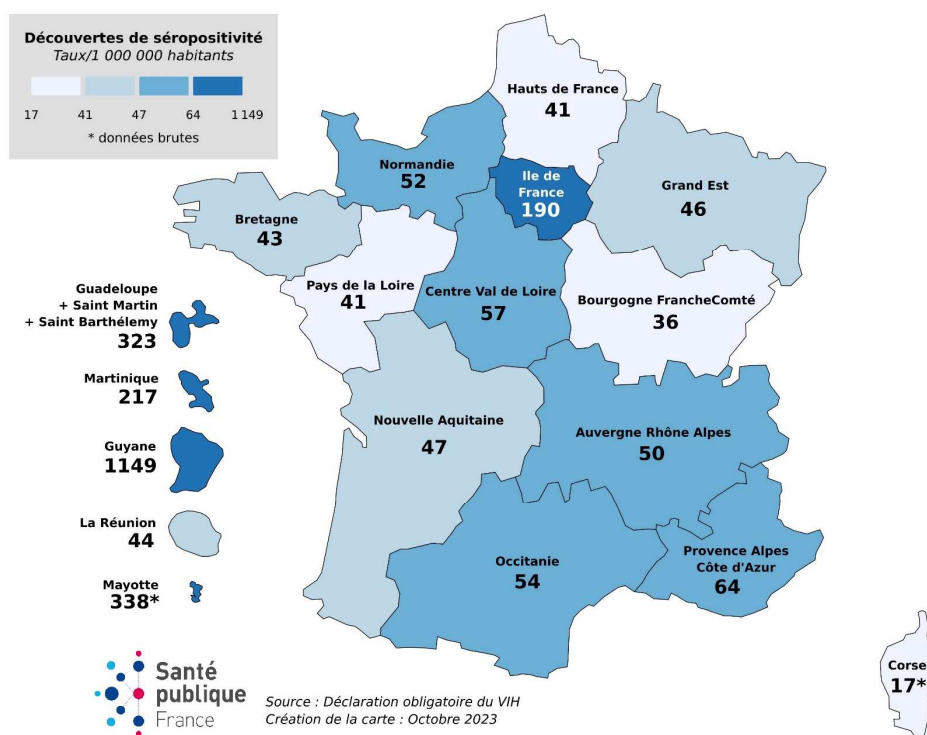 Découvertes de séropositivité
Taux/1 000 000 habitants
17 41 47 64 1 149
* données brutes
Hauts de France
41
Normandie
52
Ile de
France
190
Grand Est
46
Bretagne
43
Pays de la Loire
41
Centre Val de Loire
57
Bourgogne FrancheComté
36
Guadeloupe
+ Saint Martin
+ Saint Barthélemy
323
Martinique
217
Nouvelle Aquitaine
47
Auvergne Rhône Alpes
50
Guyane
1149
La Réunion
44
Occitanie
54
Provence Alpes
Côte d'Azur
64
Mayotte
338*
Corse
17*
Santé
publique
France
Source : Déclaration obligatoire du VIH
Création de la carte : Octobre 2023